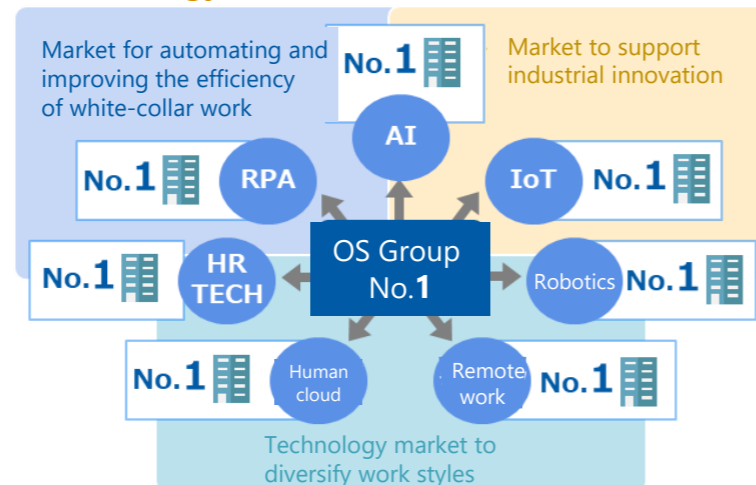 Market for automating and
improving the efficiency
of white-collar work
No.1
AI
Market to support
industrial innovation
No.1
RPA
IoT
No.1
No.1
HR
TECH
OS Group
No.1
Robotics
No.1
No.1
Human
cloud
Remote
work
No.1
Technology market to
diversify work styles